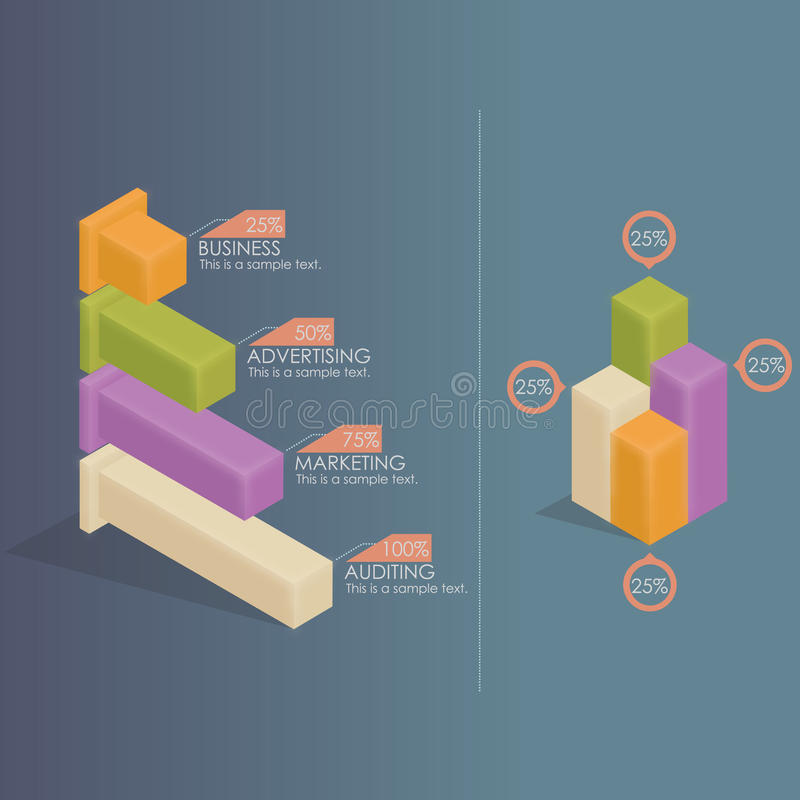 25%
BUSINESS
This is a sample text.
50%
ADVERTISING
This is a sample text.
75%
MARKETING
This is a sample text.
100%
AUDITING
This is a sample text.
25%
25%
25%
25%
dreamstime